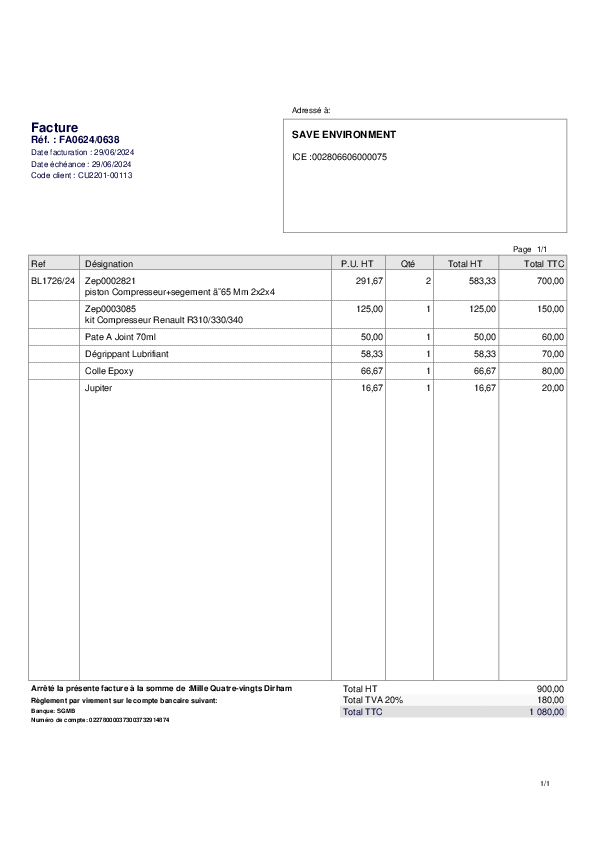 Adressé à:
Facture
Réf. : FA0624/0638
Date facturation : 29/06/2024
Date échéance : 29/06/2024
Code client : CU2201-00113
SAVE ENVIRONMENT
ICE :002806606000075
Page 1/1
Ref Désignation P.U. HT Qté Total HT Total TTC
BL1726/24 Zep0002821 291,67 2 583,33 700,00
piston Compresseur+segement ã˜65 Mm 2x2x4
Zep0003085 125,00 1 125,00 150,00
kit Compresseur Renault R310/330/340
Pate A Joint 70ml 50,00 1 50,00 60,00
Dégrippant Lubrifiant 58,33 1 58,33 70,00
Colle Epoxy 66,67 1 66,67 80,00
Jupiter 16,67 1 16,67 20,00
Arrêté la présente facture à la somme de :Mille Quatre-vingts Dirham Total HT 900,00
Règlement par virement sur le compte bancaire suivant: Total TVA 20% 180,00
Banque: SGMB
Total TTC 1 080,00
Numéro de compte: 022780000373003732914874
1/1